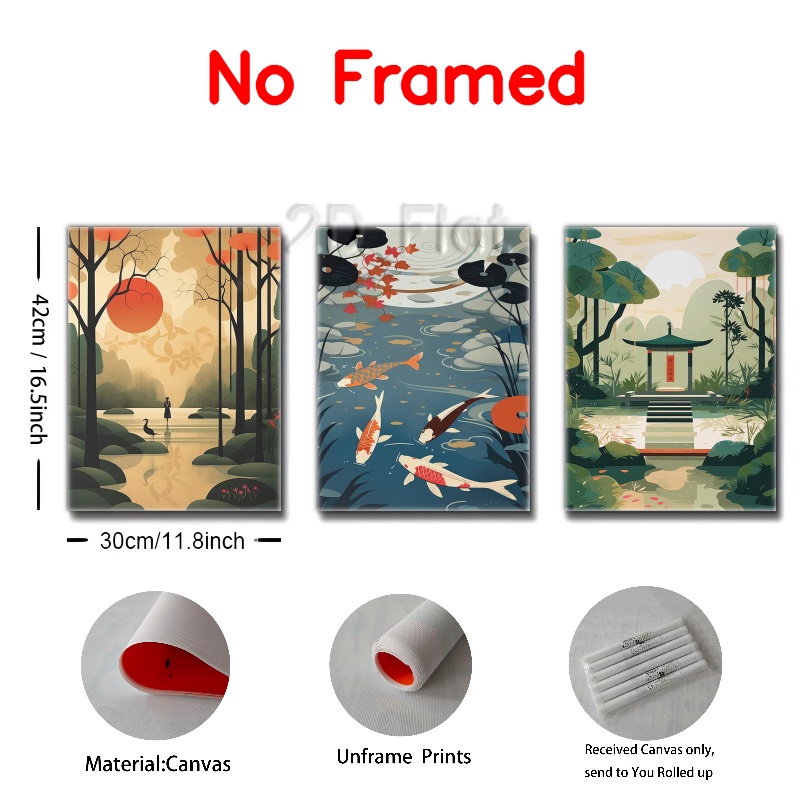 No Framed
2D Flat
42cm / 16.5inch
30cm/11.8inch
Material:Canvas
Unframe Prints
Received Canvas only,
send to You Rolled up